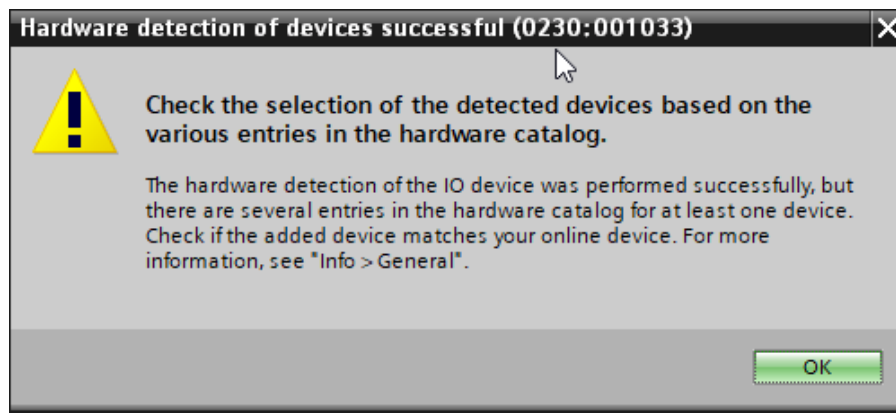 Hardware detection of devices successful (0230:001033)
Check the selection of the detected devices based on the
various entries in the hardware catalog.
The hardware detection of the IO device was performed successfully, but
there are several entries in the hardware catalog for at least one device.
Check if the added device matches your online device. For more
information, see "Info > General".
OK